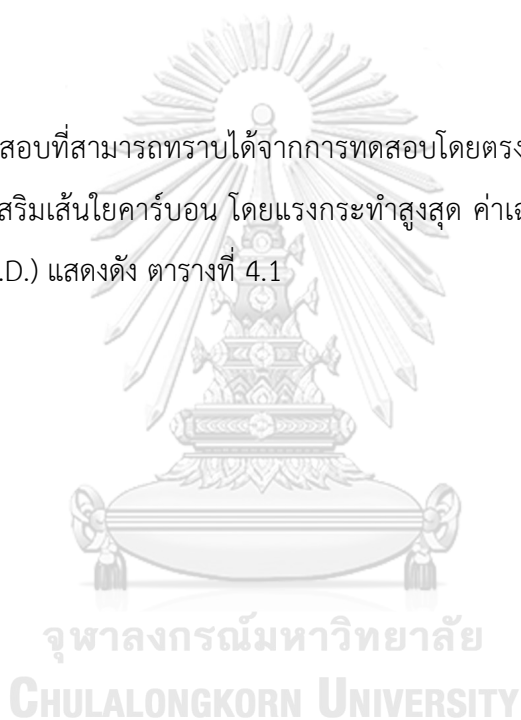 สอบที่สามารถทราบได้จากการทดสอบโดยตรง
สริมเส้นใยคาร์บอน โดยแรงกระทำสูงสุด ค่าเฉ
.D.) แสดงดัง ตารางที่ 4.1
จุฬาลงกรณ์มหาวิทยาลัย
CHULALONGKORN UNIVERSITY